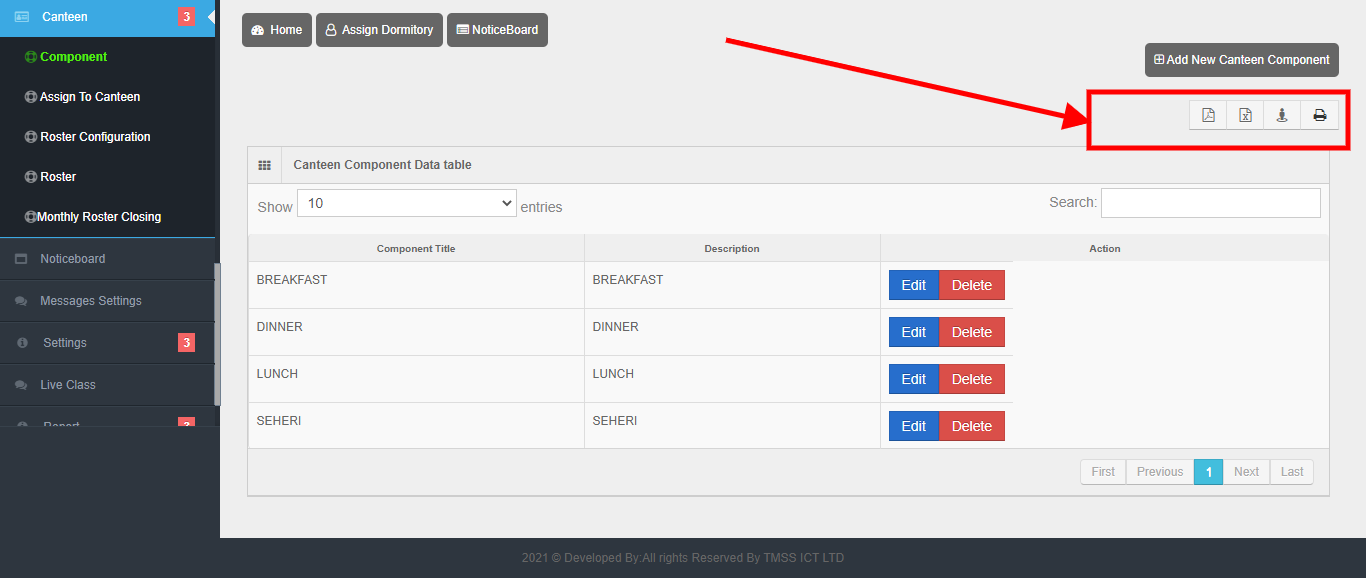 Canteen 3
Component
Assign To Canteen
Roster Configuration
Roster
Monthly Roster Closing
Noticeboard
Messages Settings
Settings 3
Live Class
Report 3
Home Assign Dormitory NoticeBoard
Add New Canteen Component
Canteen Component Data table
Show 10 entries Search:
Component Title Description Action
BREAKFAST BREAKFAST Edit Delete
DINNER DINNER Edit Delete
LUNCH LUNCH Edit Delete
SEHERI SEHERI Edit Delete
First Previous 1 Next Last
2021 © Developed By:All rights Reserved By TMSS ICT LTD